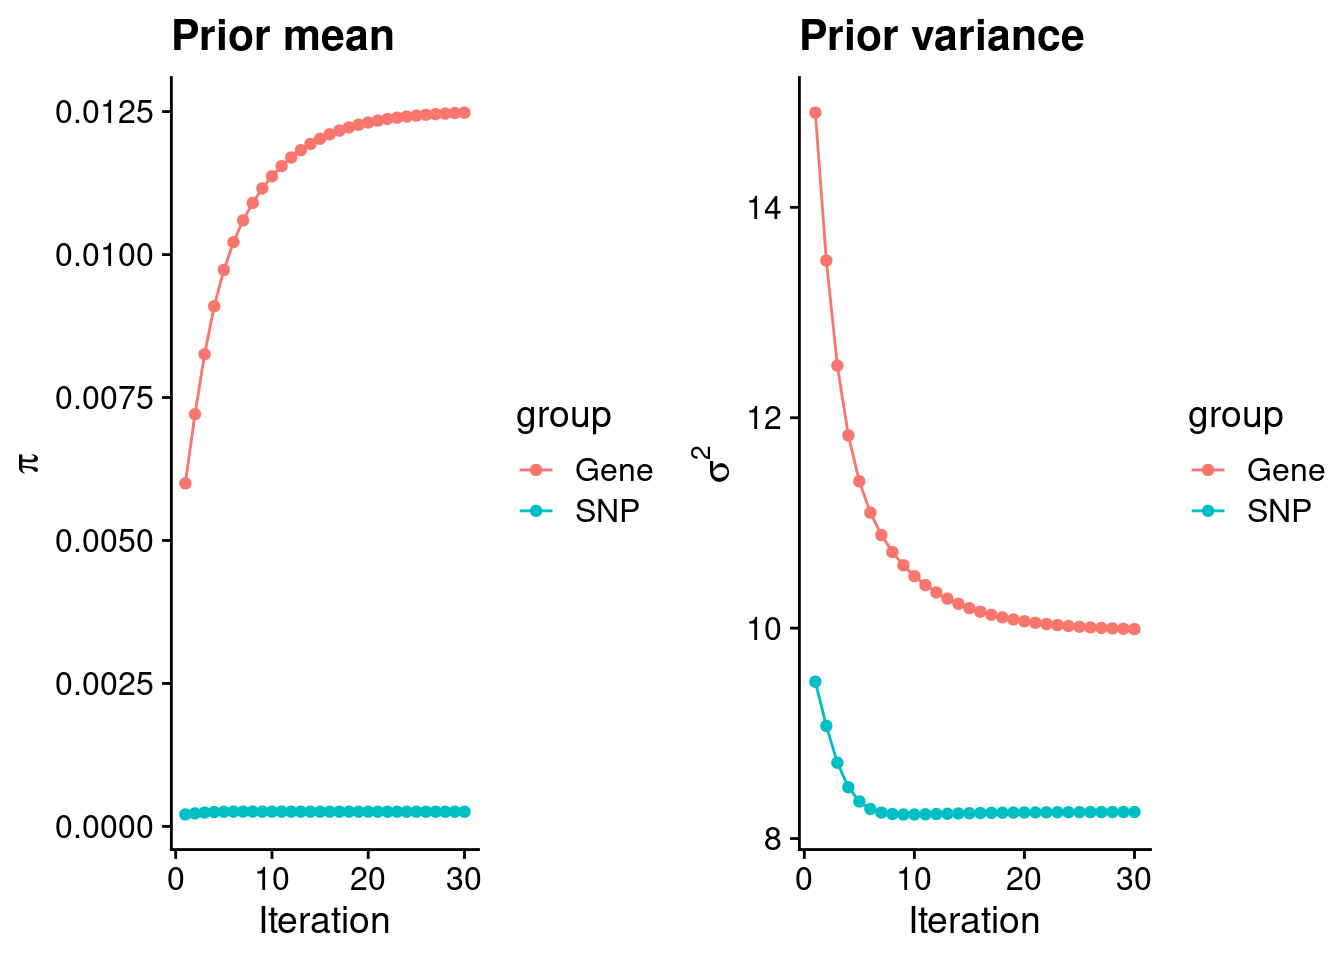 Prior mean
0.0125
0.0100
0.0075
0.0050
0.0025
0.0000
π
0 10 20 30
Iteration
group
Gene
SNP
Prior variance
14
12
10
8
σ²
0 10 20 30
Iteration
group
Gene
SNP